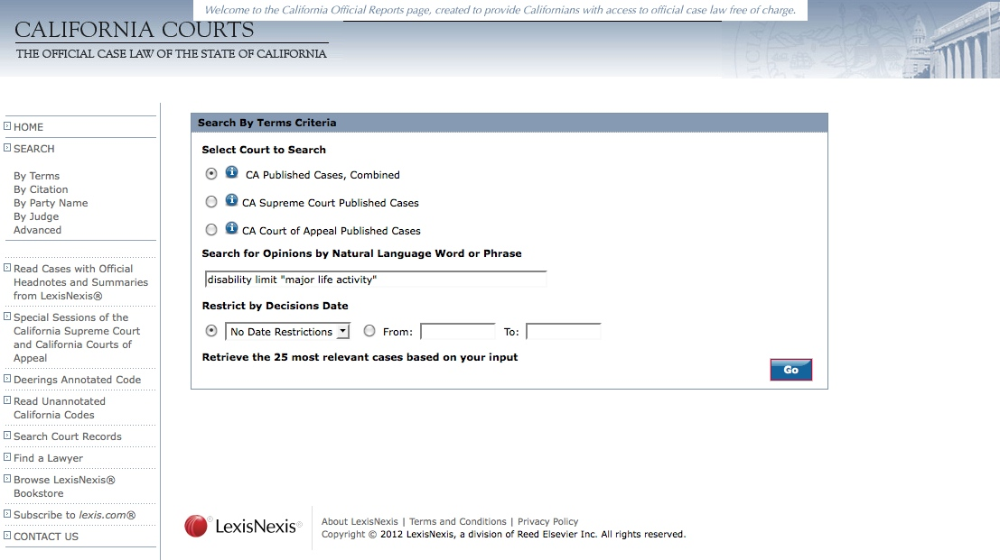 Welcome to the California Official Reports page, created to provide Californians with access to official case law free of charge.
CALIFORNIA COURTS
THE OFFICIAL CASE LAW OF THE STATE OF CALIFORNIA
HOME
SEARCH
By Terms
By Citation
By Party Name
By Judge
Advanced
Read Cases with Official
Headnotes and Summaries
from LexisNexis®
Special Sessions of the
California Supreme Court
and California Courts of
Appeal
Deerings Annotated Code
Read Unannotated
California Codes
Search Court Records
Find a Lawyer
Browse LexisNexis®
Bookstore
Subscribe to lexis.com®
CONTACT US
Search By Terms Criteria
Select Court to Search
CA Published Cases, Combined
CA Supreme Court Published Cases
CA Court of Appeal Published Cases
Search for Opinions by Natural Language Word or Phrase
disability limit "major life activity"
Restrict by Decisions Date
No Date Restrictions From: To:
Retrieve the 25 most relevant cases based on your input
Go
LexisNexis®
About LexisNexis | Terms and Conditions | Privacy Policy
Copyright © 2012 LexisNexis, a division of Reed Elsevier Inc. All rights reserved.